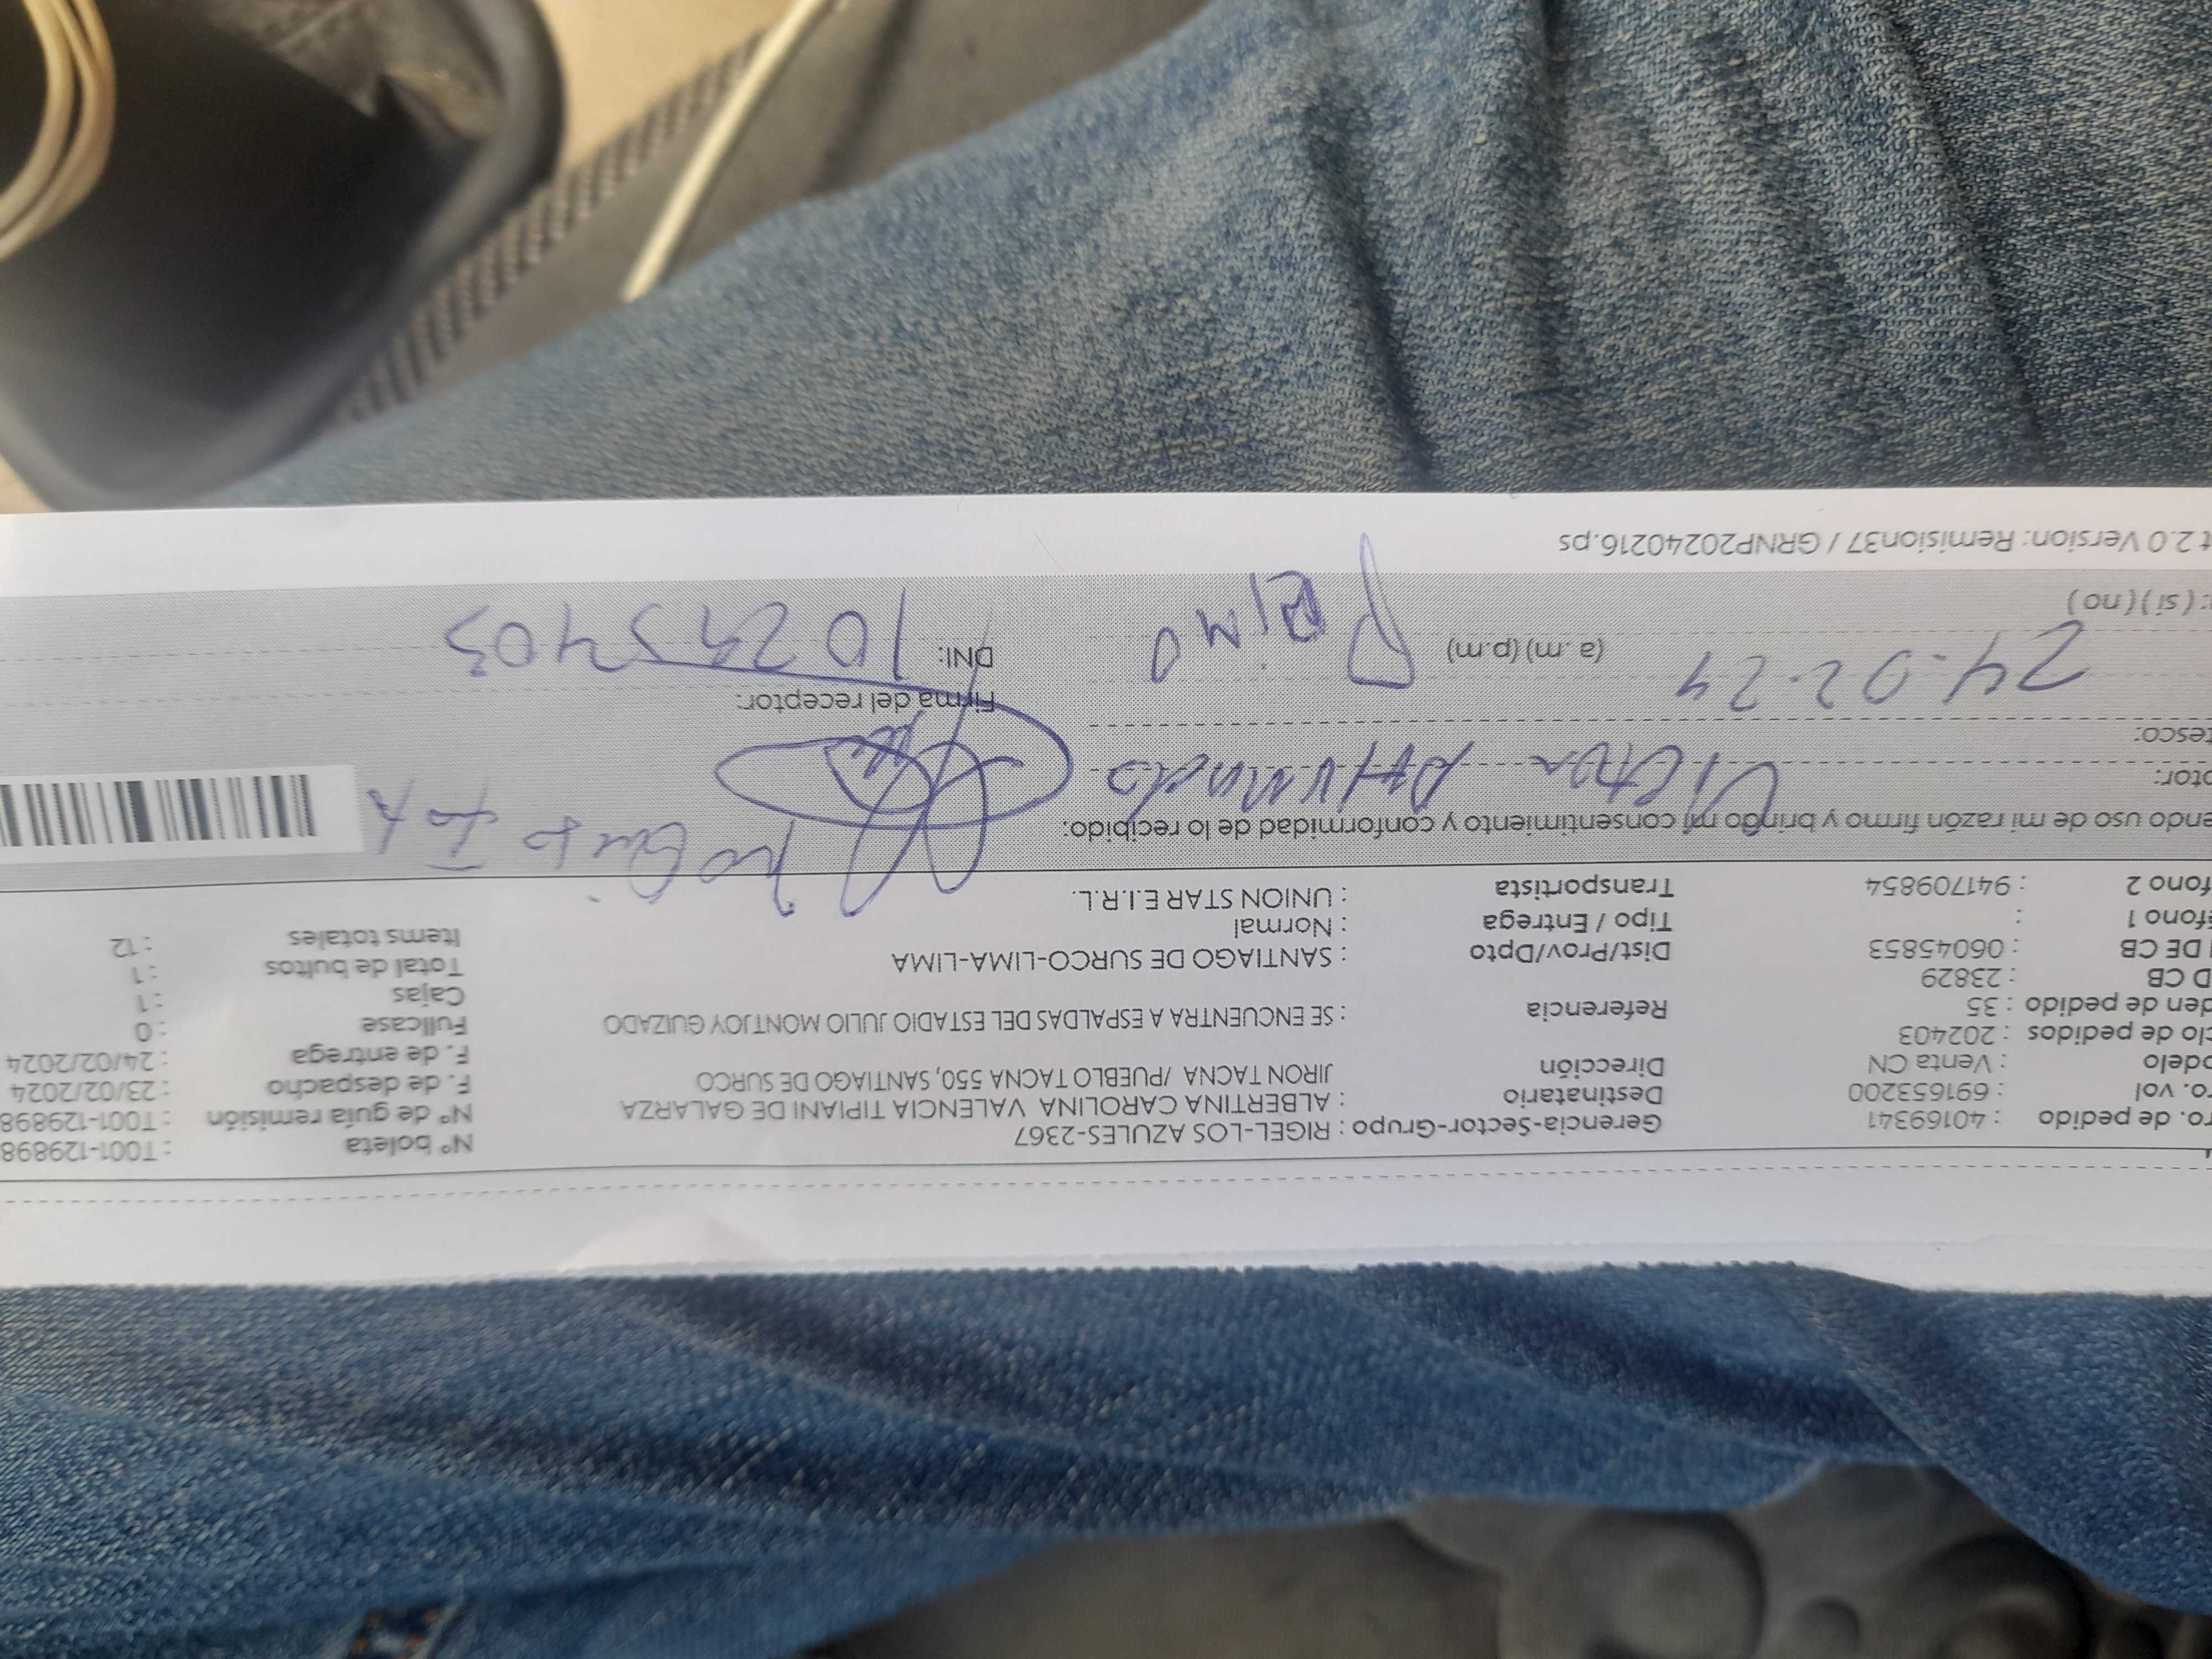 ro. de pedido : 40169341 Gerencia-Sector-Grupo : RIGEL-LOS AZULES-2367 N° boleta : T001-129898
ro. vol : 691653200 Destinatario : ALBERTINA CAROLINA VALENCIA TIPIANI DE GALARZA N° de guía remisión : T001-129898
odelo : Venta CN Dirección JIRON TACNA /PUEBLO TACNA 550, SANTIAGO DE SURCO F. de despacho : 23/02/2024
clo de pedidos : 202403 F. de entrega : 24/02/2024
den de pedido : 35 Referencia : SE ENCUENTRA A ESPALDAS DEL ESTADIO JULIO MONTJOY GUIZADO Fullcase : 0
D CB : 23829 Cajas : 1
I DE CB : 06045853 Dist/Prov/Dpto : SANTIAGO DE SURCO-LIMA-LIMA Total de bultos : 1
éfono 1 : Tipo / Entrega : Normal Items totales : 12
fono 2 : 941709854 Transportista : UNION STAR E.I.R.L.
endo uso de mi razón firmo y brindo mi consentimiento y conformidad de lo recibido:
ptor: Victor
tesco:
Firma del receptor:
24-02-24 (a .m) (p.m) PRimo DNI:
: ( sí ) ( no )
t 2.0 Version: Remision37 / GRNP20240216.ps